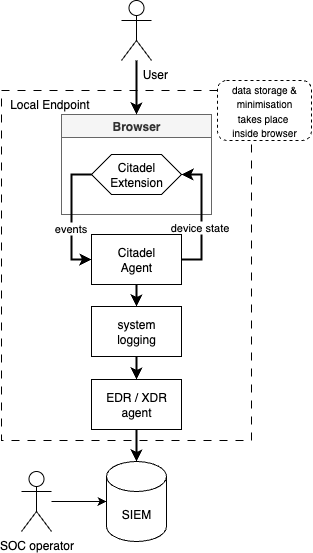 User
data storage &
minimisation
takes place
inside browser
Local Endpoint
Browser
Citadel
Extension
events
device state
Citadel
Agent
system
logging
EDR / XDR
agent
SIEM
SOC operator